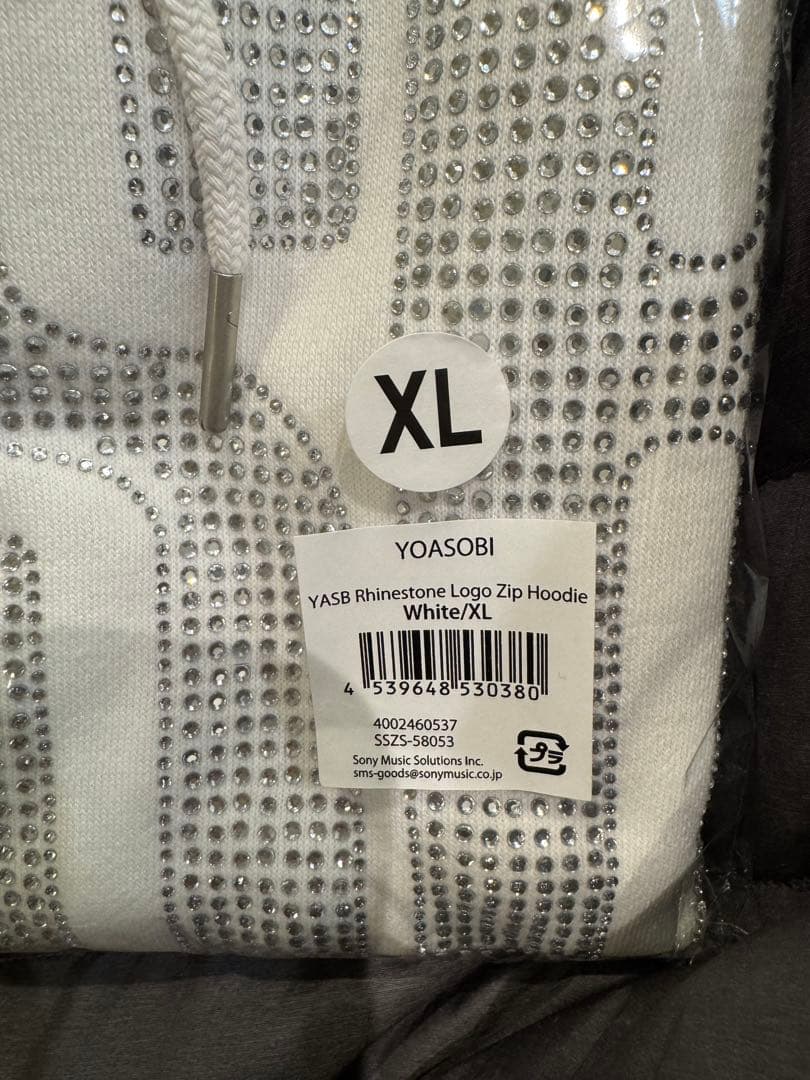 XL
YOASOBI
YASB Rhinestone Logo Zip Hoodie
White/XL
4 539648 530380
4002460537
SSZS-58053
Sony Music Solutions Inc.
sms-goods@sonymusic.co.jp
プラ